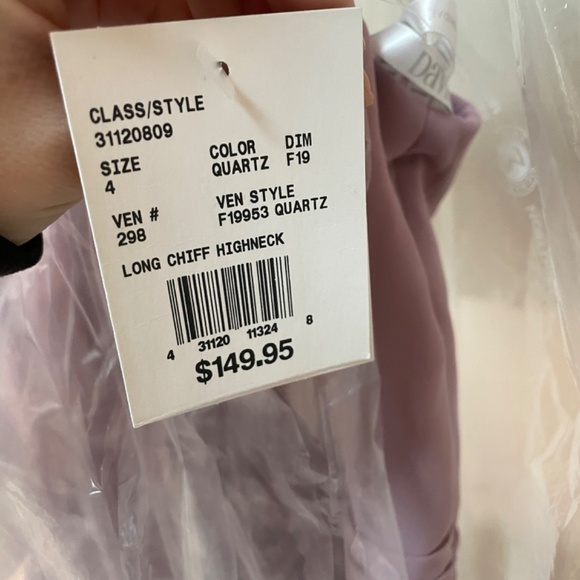 CLASS/STYLE
31120809
SIZE COLOR DIM
4 QUARTZ F19
VEN # VEN STYLE
298 F19953 QUARTZ
LONG CHIFF HIGHNECK
4 31120 11324 8
$149.95